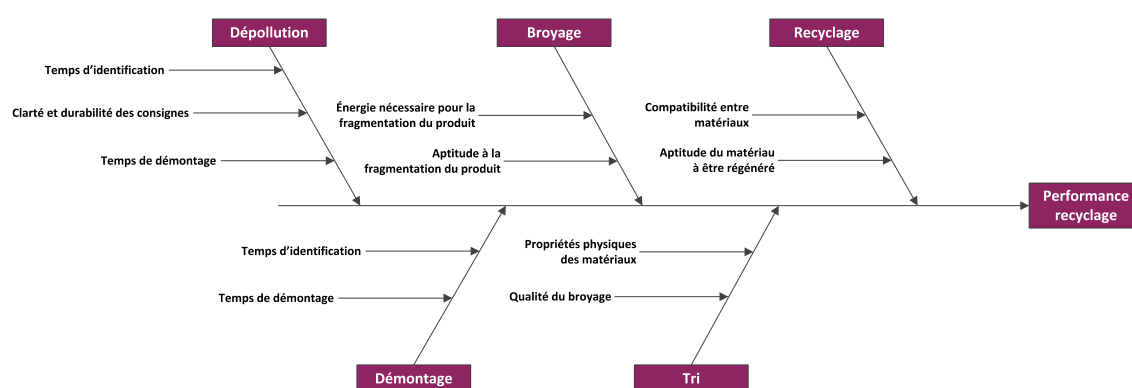 Dépollution
Broyage
Recyclage
Temps d’identification
Clarté et durabilité des consignes
Temps de démontage
Énergie nécessaire pour la
fragmentation du produit
Aptitude à la
fragmentation du produit
Compatibilité entre
matériaux
Aptitude du matériau
à être régénéré
Performance
recyclage
Temps d’identification
Temps de démontage
Propriétés physiques
des matériaux
Qualité du broyage
Démontage
Tri